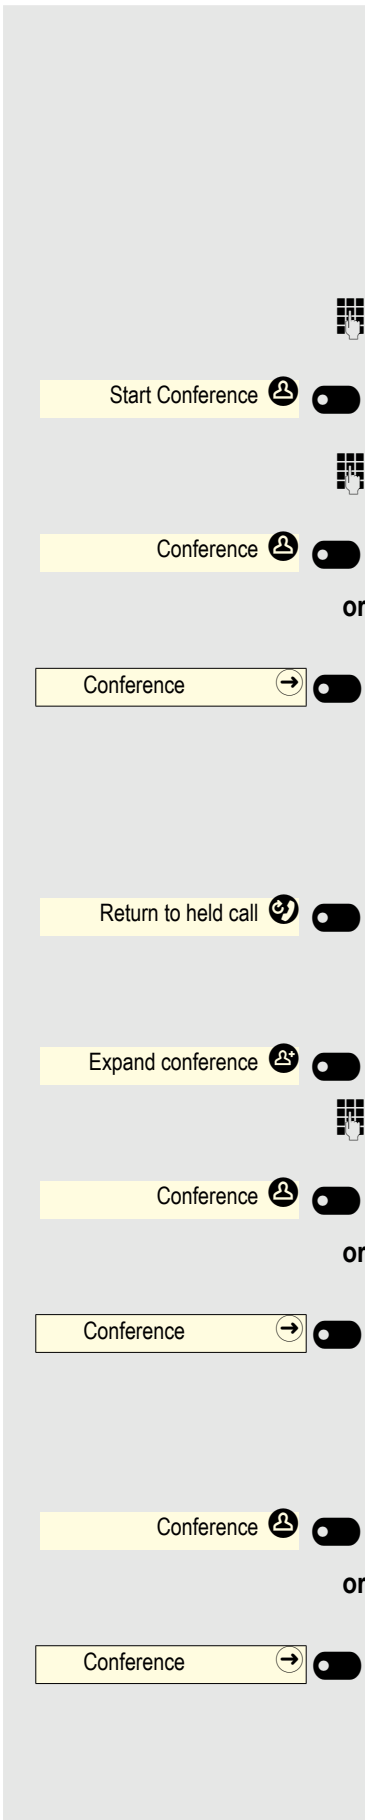 Start Conference
Conference
or
Conference
Return to held call
Expand conference
Conference
or
Conference
Conference
or
Conference